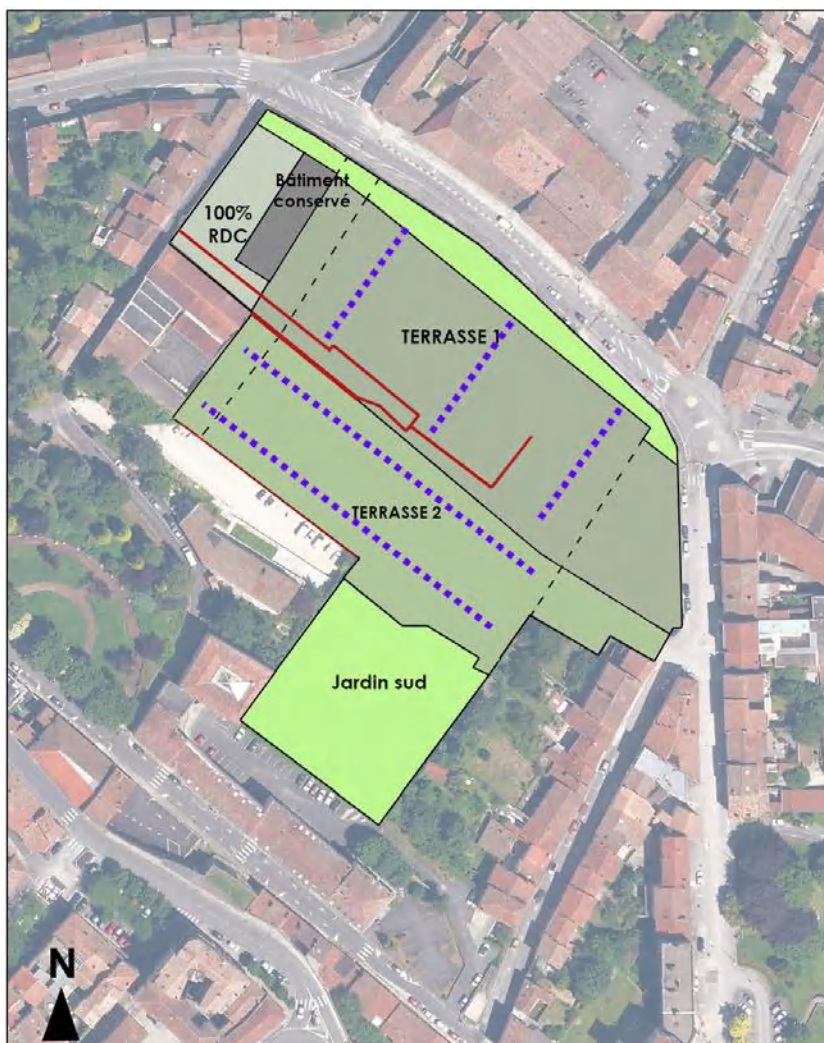 Bâtiment
conservé
100%
RDC
TERRASSE 1
TERRASSE 2
Jardin sud
N